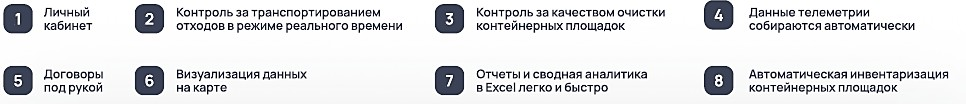 1 Личный
кабинет
2 Контроль за транспортированием
отходов в режиме реального времени
3 Контроль за качеством очистки
контейнерных площадок
4 Данные телеметрии
собираются автоматически
5 Договоры
под рукой
6 Визуализация данных
на карте
7 Отчеты и сводная аналитика
в Excel легко и быстро
8 Автоматическая инвентаризация
контейнерных площадок